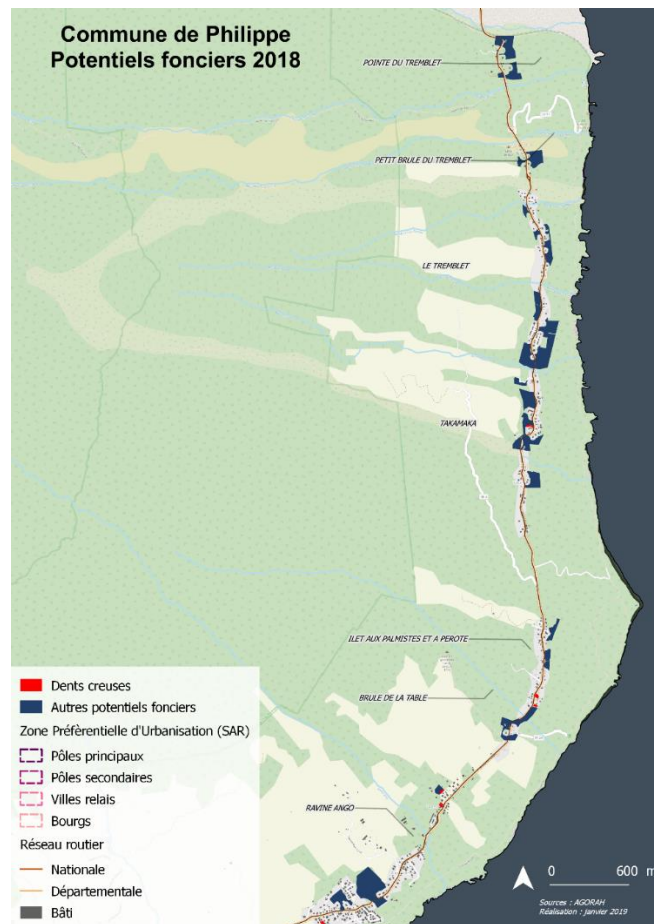 Commune de Philippe
Potentiels fonciers 2018
POINTE DU TREMBLET
PETIT BRULE DU TREMBLET
LE TREMBLET
TAKAMAKA
ILET AUX PALMISTES ET A PEROTE
BRULE DE LA TABLE
RAVINE ANGO
Dents creuses
Autres potentiels fonciers
Zone Préfèrentielle d'Urbanisation (SAR)
Pôles principaux
Pôles secondaires
Villes relais
Bourgs
Réseau routier
Nationale
Départementale
Bâti
0 600 m
Sources : AGORAH
Réalisation : janvier 2019